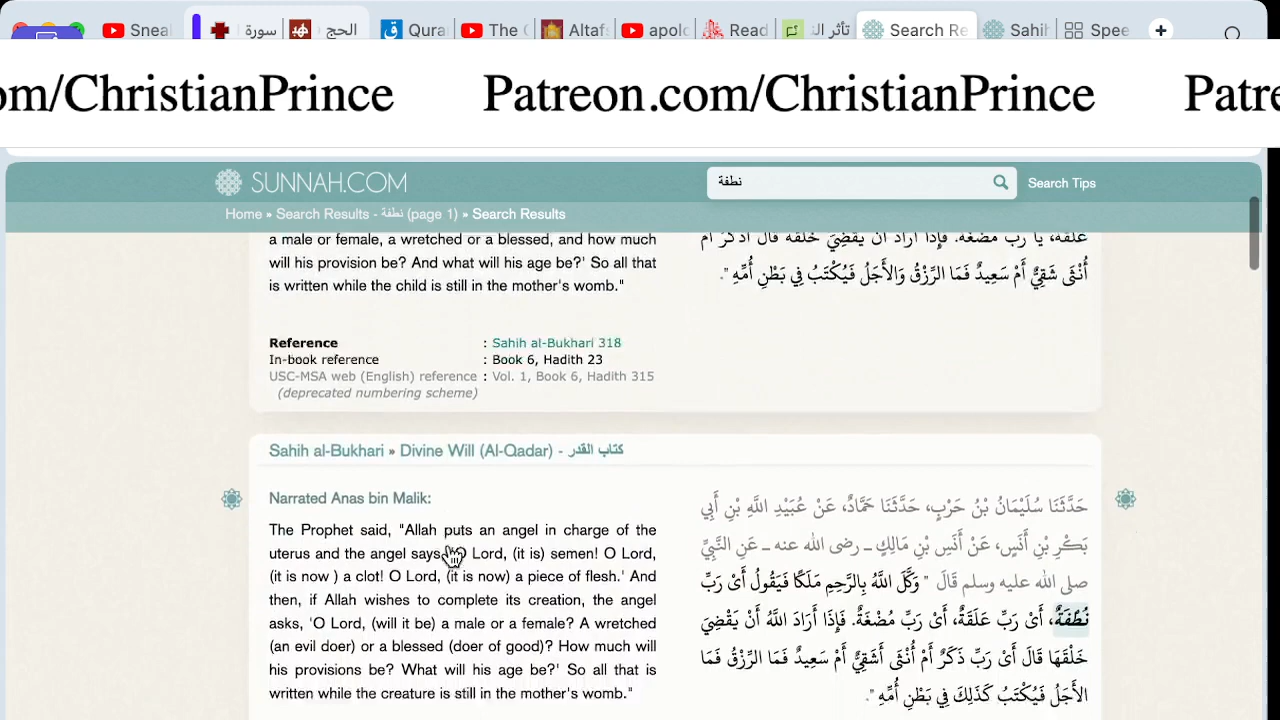 Snea سورة الحج Qura The C Altaf apolo Read تأثر Search Re Sahih Spee +
om/ChristianPrince Patreon.com/ChristianPrince Patre
SUNNAH.COM نطفة Search Tips
Home » Search Results - نطفة (page 1) » Search Results
a male or female, a wretched or a blessed, and how much
will his provision be? And what will his age be?' So all that
is written while the child is still in the mother's womb."
عَلَقَةٌ، يَا رَبِّ مُضْغَةٌ. فَإِذَا أَرَادَ أَنْ يَقْضِيَ خَلْقَهُ قَالَ أَذَكَرٌ أَمْ
أُنْثَى شَقِيٌّ أَمْ سَعِيدٌ فَمَا الرِّزْقُ وَالأَجَلُ فَيُكْتَبُ فِي بَطْنِ أُمِّهِ ".
Reference : Sahih al-Bukhari 318
In-book reference : Book 6, Hadith 23
USC-MSA web (English) reference : Vol. 1, Book 6, Hadith 315
(deprecated numbering scheme)
Sahih al-Bukhari » Divine Will (Al-Qadar) - كتاب القدر
Narrated Anas bin Malik:
The Prophet said, "Allah puts an angel in charge of the
uterus and the angel says, Lord, (it is) semen! O Lord,
(it is now ) a clot! O Lord, (it is now) a piece of flesh.' And
then, if Allah wishes to complete its creation, the angel
asks, 'O Lord, (will it be) a male or a female? A wretched
(an evil doer) or a blessed (doer of good)? How much will
his provisions be? What will his age be?' So all that is
written while the creature is still in the mother's womb."
حَدَّثَنَا سُلَيْمَانُ بْنُ حَرْبٍ، حَدَّثَنَا حَمَّادٌ، عَنْ عُبَيْدِ اللَّهِ بْنِ أَبِي
بَكْرِ بْنِ أَنَسٍ، عَنْ أَنَسِ بْنِ مَالِكٍ ـ رضى الله عنه ـ عَنِ النَّبِيِّ
صلى الله عليه وسلم قَالَ " وَكَّلَ اللَّهُ بِالرَّحِمِ مَلَكًا فَيَقُولُ أَىْ رَبِّ
نُطْفَةٌ، أَىْ رَبِّ عَلَقَةٌ، أَىْ رَبِّ مُضْغَةٌ. فَإِذَا أَرَادَ اللَّهُ أَنْ يَقْضِيَ
خَلْقَهَا قَالَ أَىْ رَبِّ ذَكَرٌ أَمْ أُنْثَى أَشَقِيٌّ أَمْ سَعِيدٌ فَمَا الرِّزْقُ فَمَا
الأَجَلُ فَيُكْتَبُ كَذَلِكَ فِي بَطْنِ أُمِّهِ ".